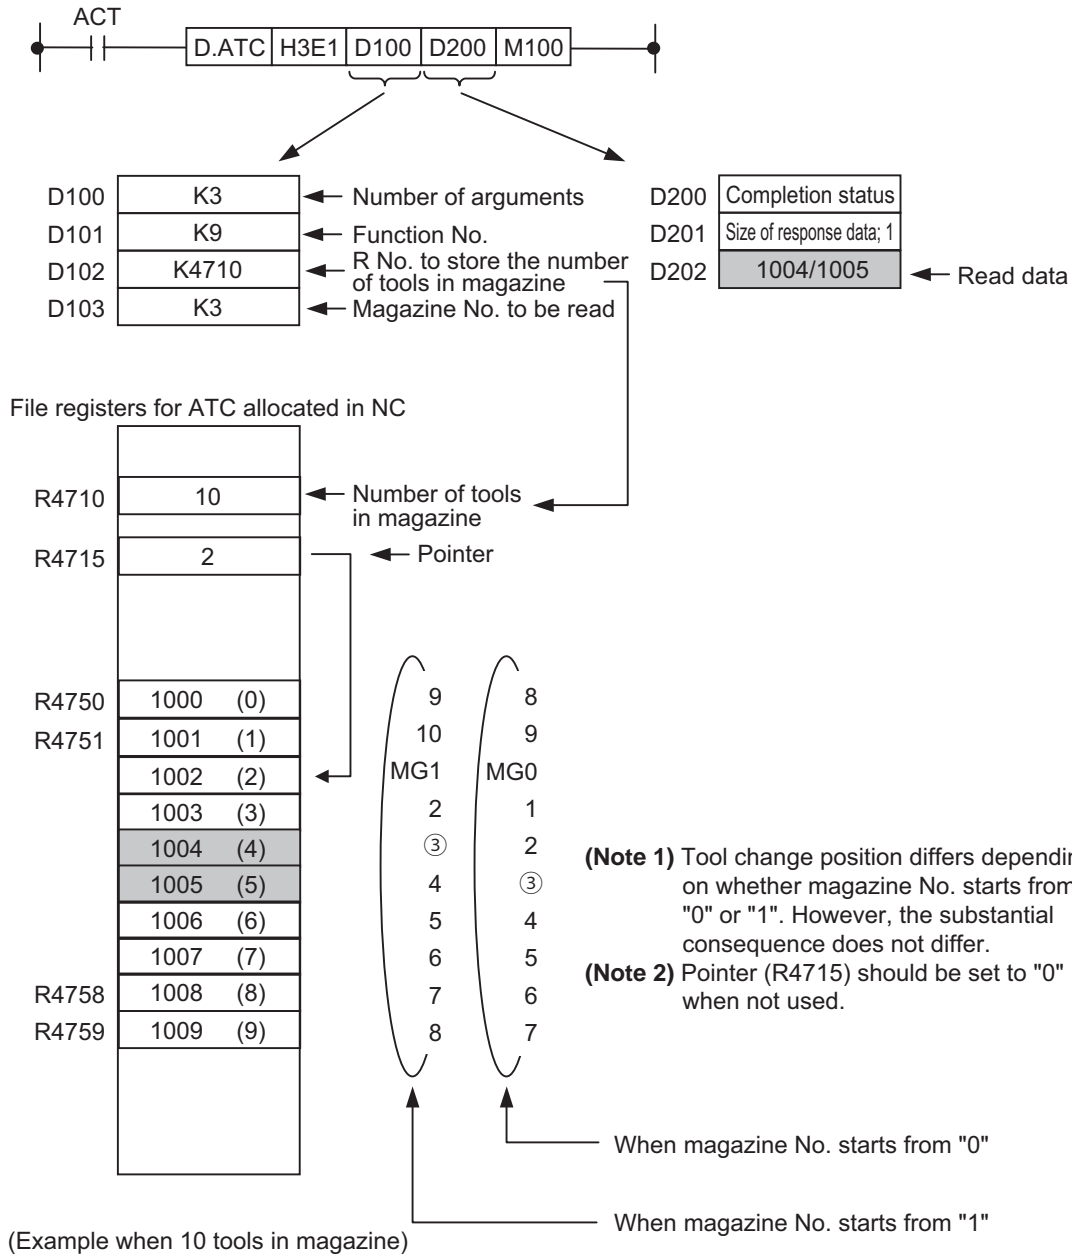 ACT
D.ATC H3E1 D100 D200 M100
D100 K3 Number of arguments
D101 K9 Function No.
D102 K4710 R No. to store the number
of tools in magazine
D103 K3 Magazine No. to be read
D200 Completion status
D201 Size of response data; 1
D202 1004/1005 Read data
File registers for ATC allocated in NC
R4710 10 Number of tools
in magazine
R4715 2 Pointer
R4750 1000 (0) 9 8
R4751 1001 (1) 10 9
1002 (2) MG1 MG0
1003 (3) 2 1
1004 (4) ③ 2
1005 (5) 4 ③
1006 (6) 5 4
1007 (7) 6 5
R4758 1008 (8) 7 6
R4759 1009 (9) 8 7
(Note 1) Tool change position differs dependin
on whether magazine No. starts from
"0" or "1". However, the substantial
consequence does not differ.
(Note 2) Pointer (R4715) should be set to "0"
when not used.
When magazine No. starts from "0"
When magazine No. starts from "1"
(Example when 10 tools in magazine)